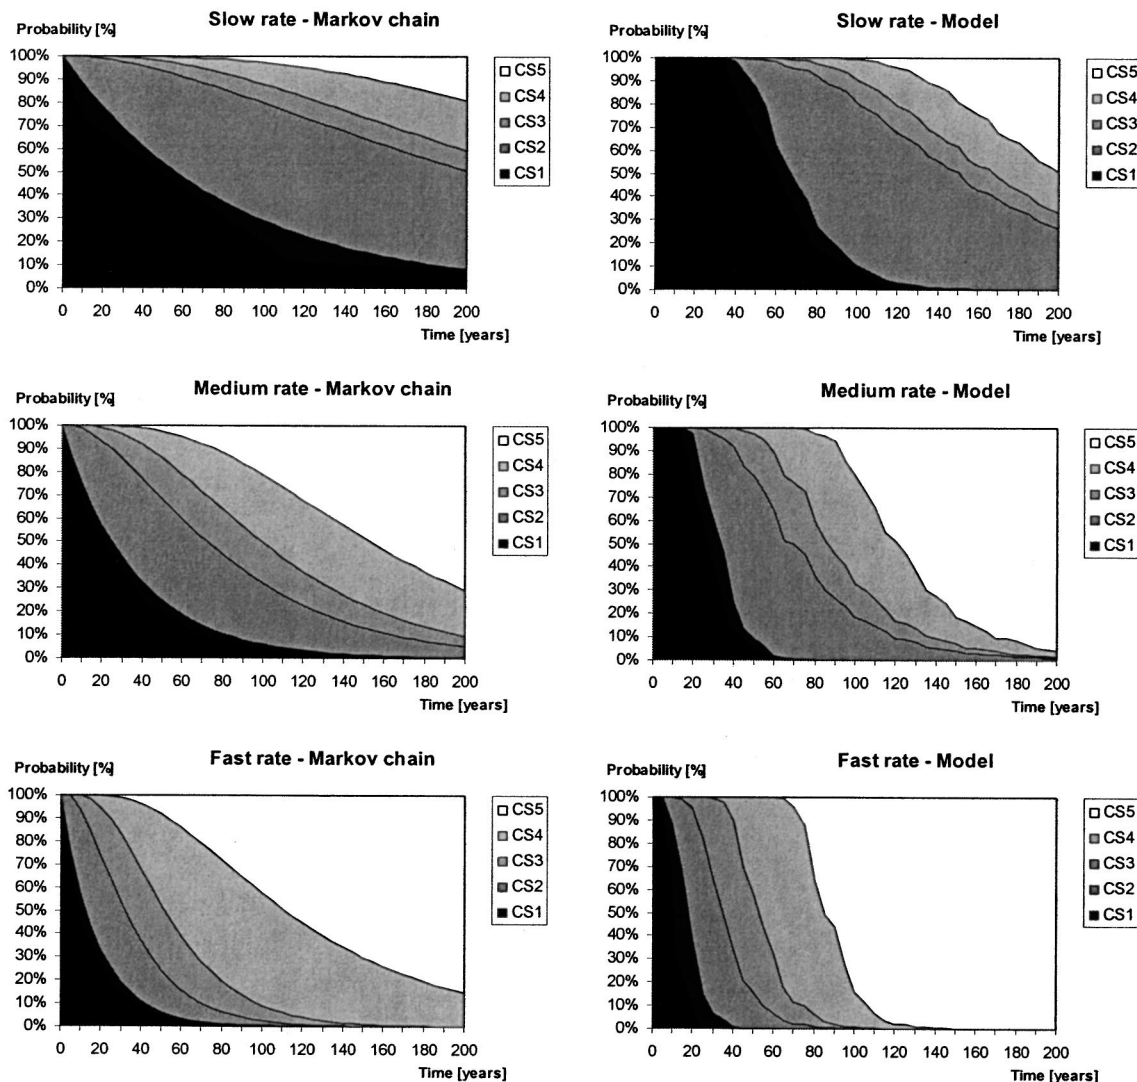 Slow rate - Markov chain
Probability [%]
100%
90%
80%
70%
60%
50%
40%
30%
20%
10%
0%
0 20 40 60 80 100 120 140 160 180 200
Time [years]
CS5
CS4
CS3
CS2
CS1
Slow rate - Model
Probability [%]
100%
90%
80%
70%
60%
50%
40%
30%
20%
10%
0%
0 20 40 60 80 100 120 140 160 180 200
Time [years]
CS5
CS4
CS3
CS2
CS1
Medium rate - Markov chain
Probability [%]
100%
90%
80%
70%
60%
50%
40%
30%
20%
10%
0%
0 20 40 60 80 100 120 140 160 180 200
Time [years]
CS5
CS4
CS3
CS2
CS1
Medium rate - Model
Probability [%]
100%
90%
80%
70%
60%
50%
40%
30%
20%
10%
0%
0 20 40 60 80 100 120 140 160 180 200
Time [years]
CS5
CS4
CS3
CS2
CS1
Fast rate - Markov chain
Probability [%]
100%
90%
80%
70%
60%
50%
40%
30%
20%
10%
0%
0 20 40 60 80 100 120 140 160 180 200
Time [years]
CS5
CS4
CS3
CS2
CS1
Fast rate - Model
Probability [%]
100%
90%
80%
70%
60%
50%
40%
30%
20%
10%
0%
0 20 40 60 80 100 120 140 160 180 200
Time [years]
CS5
CS4
CS3
CS2
CS1